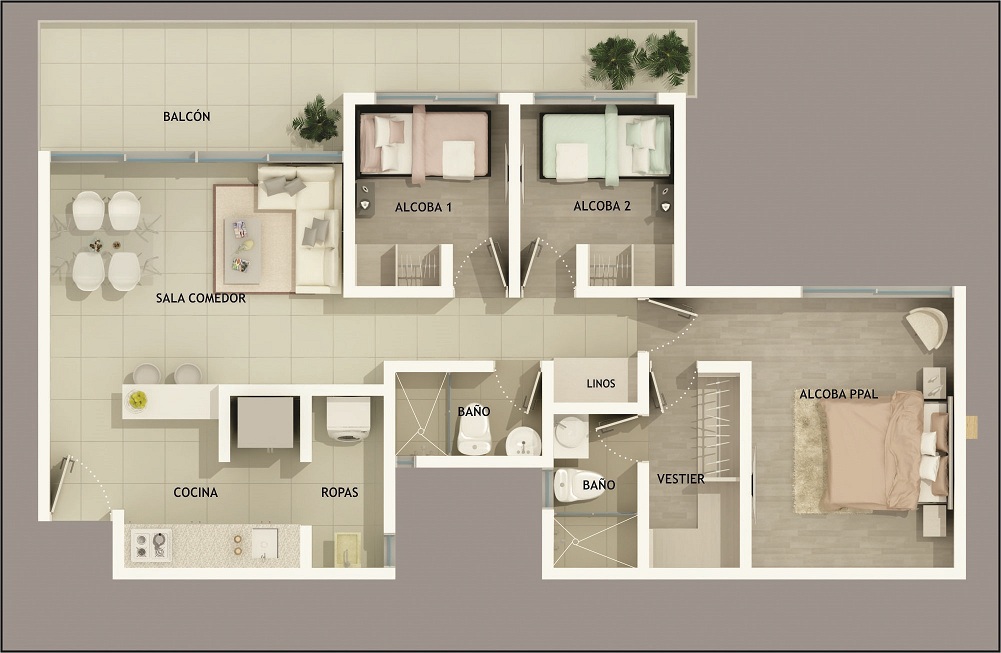 BALCÓN
ALCOBA 1
ALCOBA 2
SALA COMEDOR
LINOS
ALCOBA PPAL
BAÑO
COCINA
ROPAS
BAÑO
VESTIER